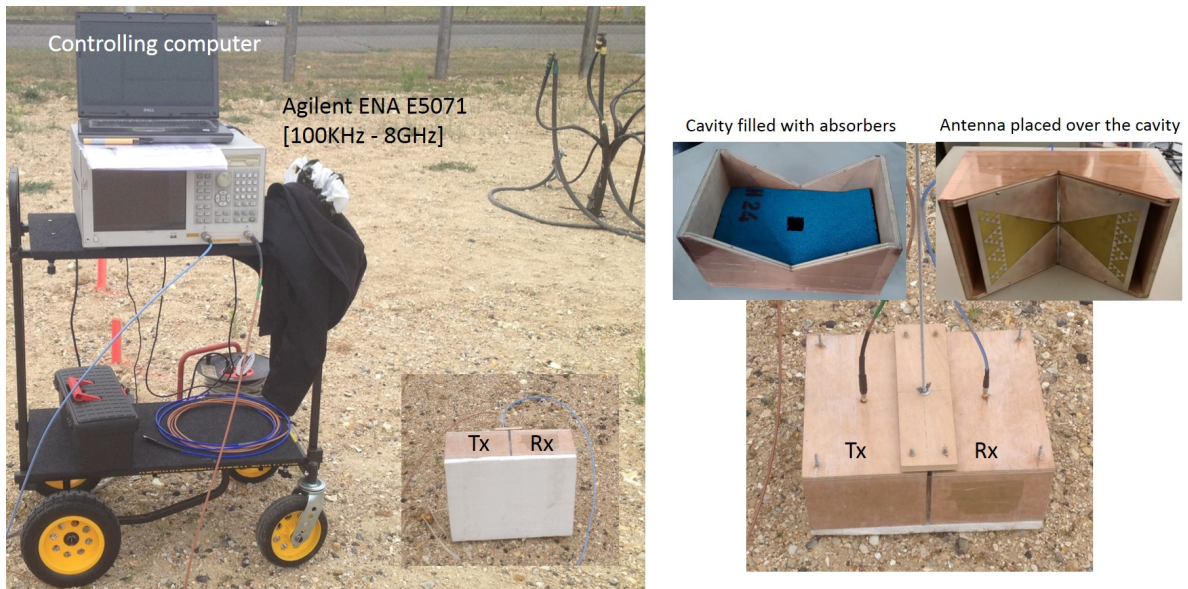 Controlling computer
Agilent ENA E5071
[100KHz - 8GHz]
Tx
Rx
Cavity filled with absorbers
Antenna placed over the cavity
24
Tx
Rx